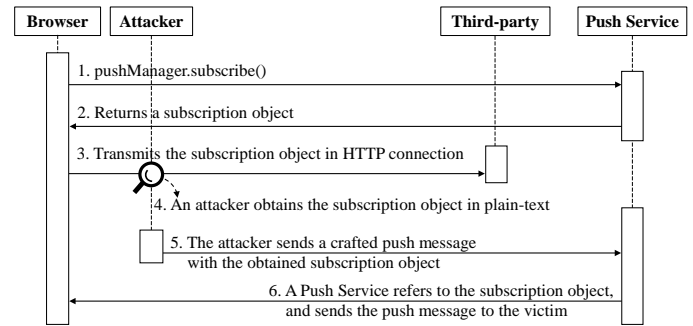 Browser
Attacker
Third-party
Push Service
1. pushManager.subscribe()
2. Returns a subscription object
3. Transmits the subscription object in HTTP connection
4. An attacker obtains the subscription object in plain-text
5. The attacker sends a crafted push message
with the obtained subscription object
6. A Push Service refers to the subscription object,
and sends the push message to the victim